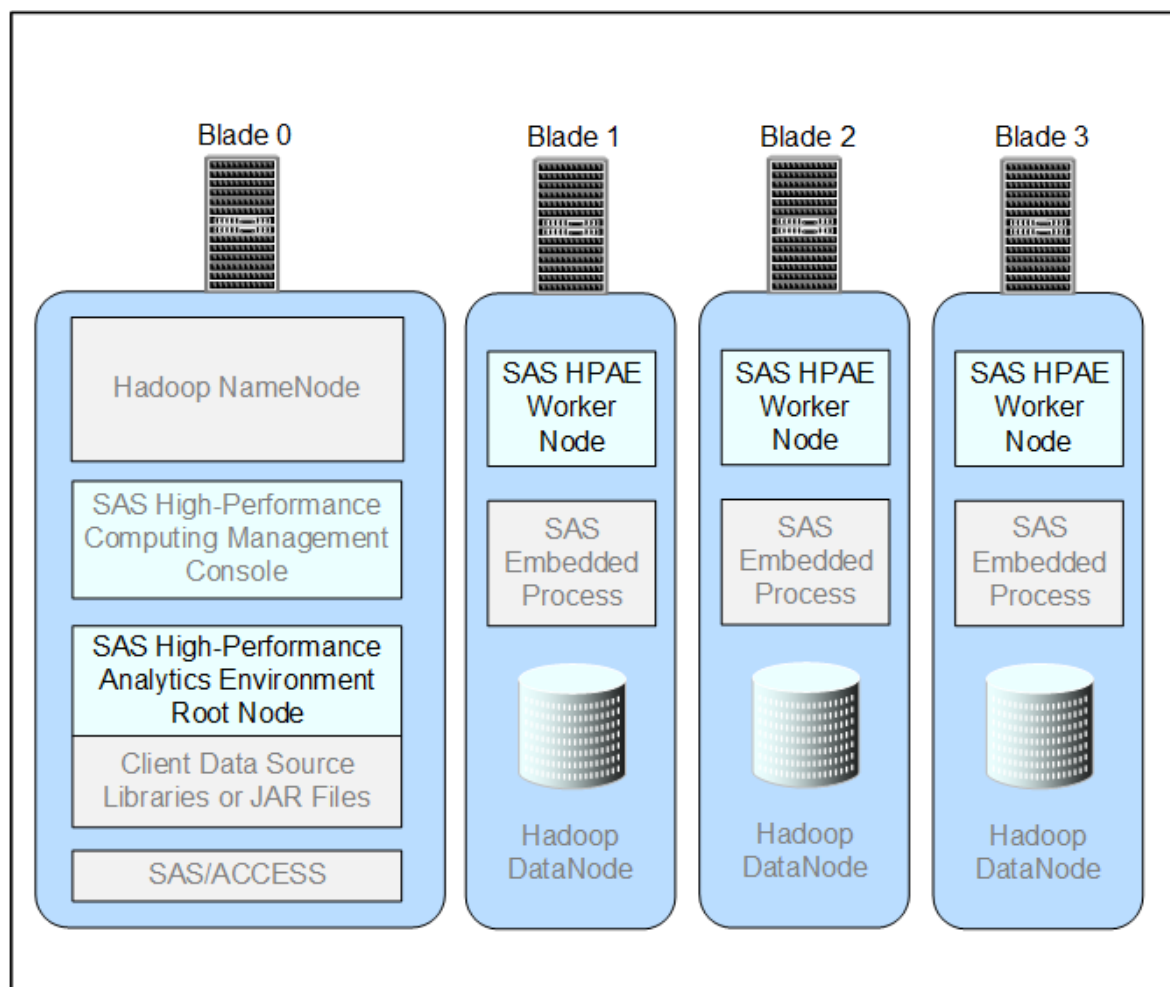 Blade 0
Hadoop NameNode
SAS High-Performance
Computing Management
Console
SAS High-Performance
Analytics Environment
Root Node
Client Data Source
Libraries or JAR Files
SAS/ACCESS
Blade 1
SAS HPAE
Worker
Node
SAS
Embedded
Process
Hadoop
DataNode
Blade 2
SAS HPAE
Worker
Node
SAS
Embedded
Process
Hadoop
DataNode
Blade 3
SAS HPAE
Worker
Node
SAS
Embedded
Process
Hadoop
DataNode